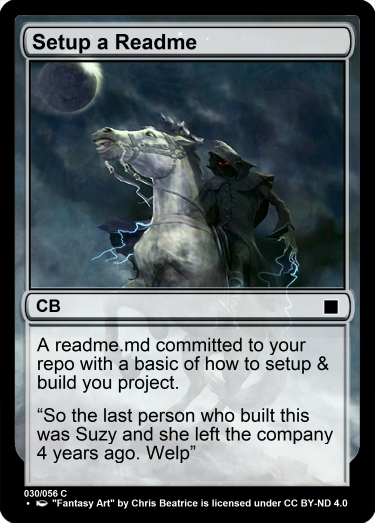 Setup a Readme
CB
A readme.md committed to your
repo with a basic of how to setup &
build you project.
“So the last person who built this
was Suzy and she left the company
4 years ago. Welp”
030/056 C
• "Fantasy Art" by Chris Beatrice is licensed under CC BY-ND 4.0